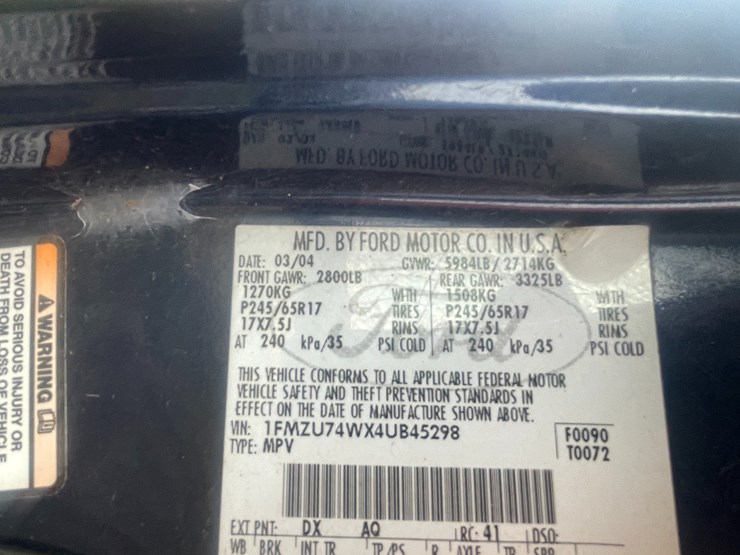 MFD. BY FORD MOTOR CO. IN U.S.A.
DATE: 03/04 GVWR: 5984LB/2714KG
FRONT GAWR: 2800LB REAR GAWR: 3325LB
1270KG WITH 1508KG WITH
P245/65R17 TIRES P245/65R17 TIRES
17X7.5J RIMS 17X7.5J RIMS
AT 240 kPa/35 PSI COLD AT 240 kPa/35 PSI COLD
Ford
THIS VEHICLE CONFORMS TO ALL APPLICABLE FEDERAL MOTOR
VEHICLE SAFETY AND THEFT PREVENTION STANDARDS IN
EFFECT ON THE DATE OF MANUFACTURE SHOWN ABOVE.
VIN: 1FMZU74WX4UB45298 F0090
TYPE: MPV T0072
EXT PNT: DX AQ RC: 41 DSO:
WB BRK INT TR TP/PS R AXLE TR SPR
WARNING
TO AVOID SERIOUS INJURY OR
DEATH FROM LOSS OF VEHICLE
MFD. BY FORD MOTOR CO. IN U.S.A.